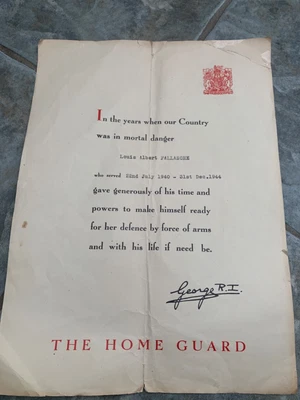 In the years when our Country
was in mortal danger
Louis Albert
who served 22nd July 1940 - 31st Dec. 1944
gave generously of his time and
powers to make himself ready
for her defence by force of arms
and with his life if need be.
George R.I.
THE HOME GUARD